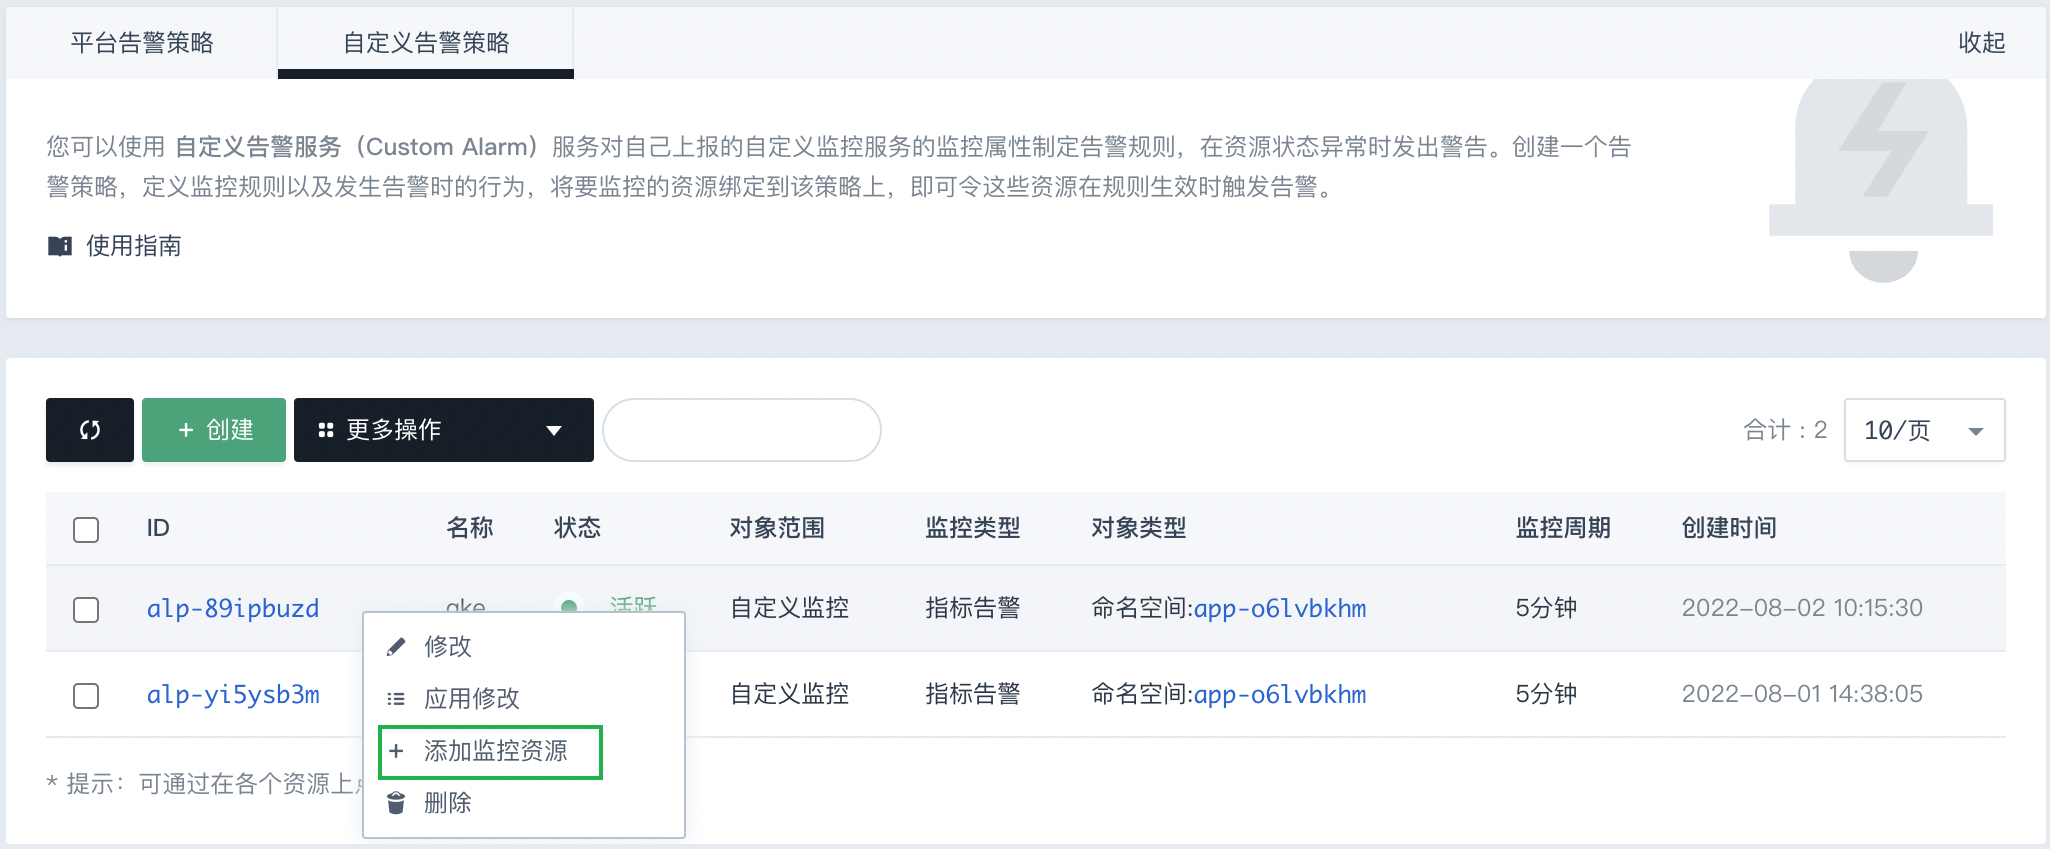 平台告警策略 自定义告警策略 收起
您可以使用 自定义告警服务（Custom Alarm）服务对自己上报的自定义监控服务的监控属性制定告警规则，在资源状态异常时发出警告。创建一个告
警策略，定义监控规则以及发生告警时的行为，将要监控的资源绑定到该策略上，即可令这些资源在规则生效时触发告警。
使用指南
+ 创建 更多操作 合计：2 10/页
ID 名称 状态 对象范围 监控类型 对象类型 监控周期 创建时间
alp-89ipbuzd qke 活跃 自定义监控 指标告警 命名空间:app-o6lvbkhm 5分钟 2022-08-02 10:15:30
修改
alp-yi5ysb3m 自定义监控 指标告警 命名空间:app-o6lvbkhm 5分钟 2022-08-01 14:38:05
应用修改
+ 添加监控资源
* 提示：可通过在各个资源上
删除